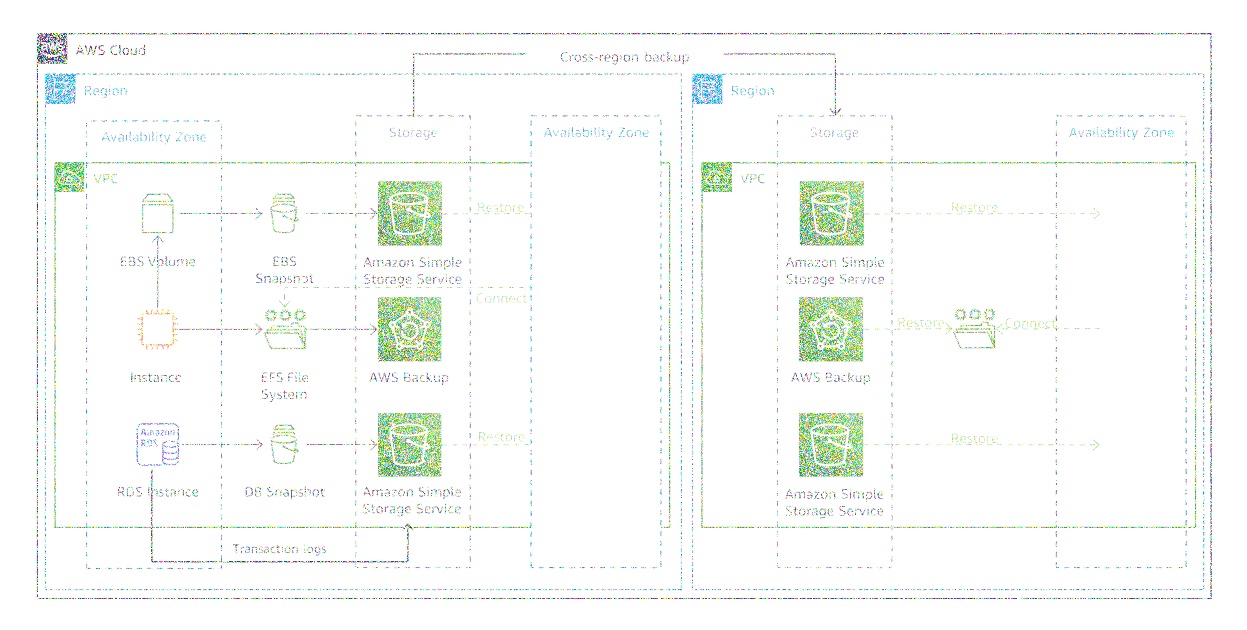 aws
AWS Cloud
Cross-region backup
Region
Region
Availability Zone
Storage
Availability Zone
Storage
Availability Zone
VPC
VPC
Restore
Restore
EBS Volume
EBS
Snapshot
Amazon Simple
Storage Service
Amazon Simple
Storage Service
Connect
Restore
Connect
Instance
EFS File
System
AWS Backup
AWS Backup
Amazon
RDS
Restore
Restore
RDS Instance
DB Snapshot
Amazon Simple
Storage Service
Amazon Simple
Storage Service
Transaction logs